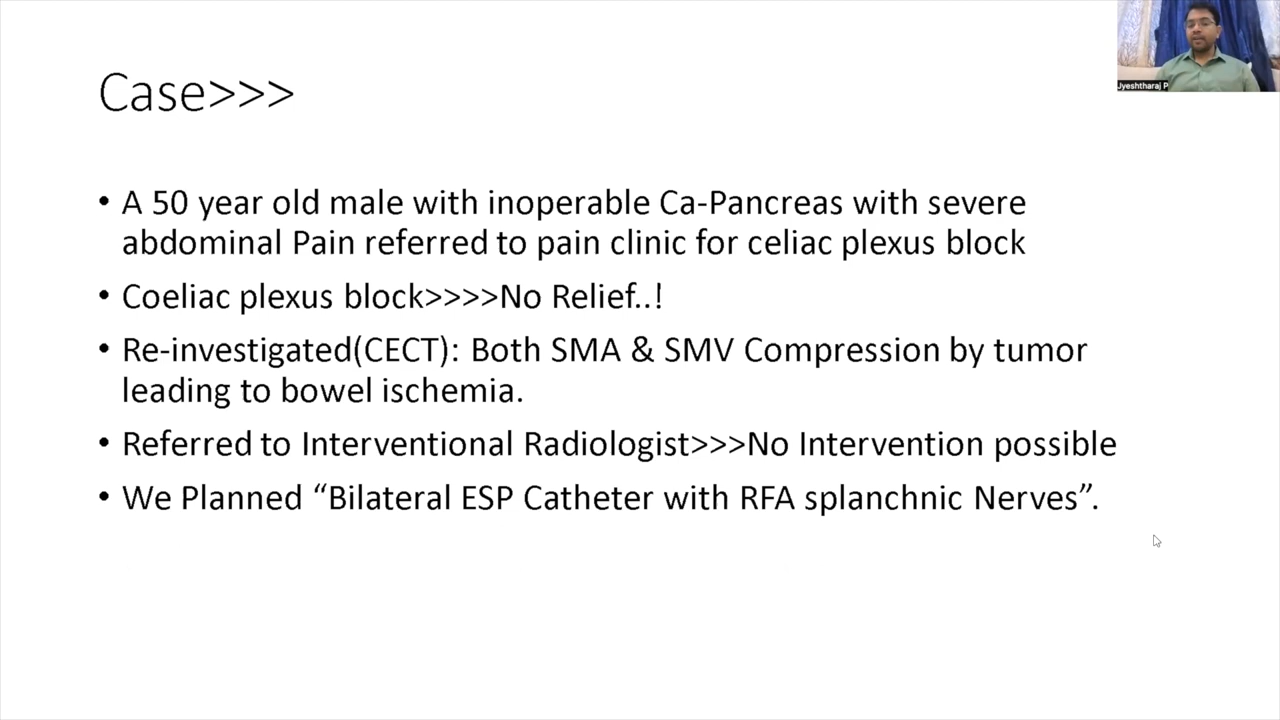 Jyeshtharaj P
Case>>>
• A 50 year old male with inoperable Ca-Pancreas with severe
abdominal Pain referred to pain clinic for celiac plexus block
• Coeliac plexus block>>>>No Relief..!
• Re-investigated(CECT): Both SMA & SMV Compression by tumor
leading to bowel ischemia.
• Referred to Interventional Radiologist>>>No Intervention possible
• We Planned “Bilateral ESP Catheter with RFA splanchnic Nerves”.